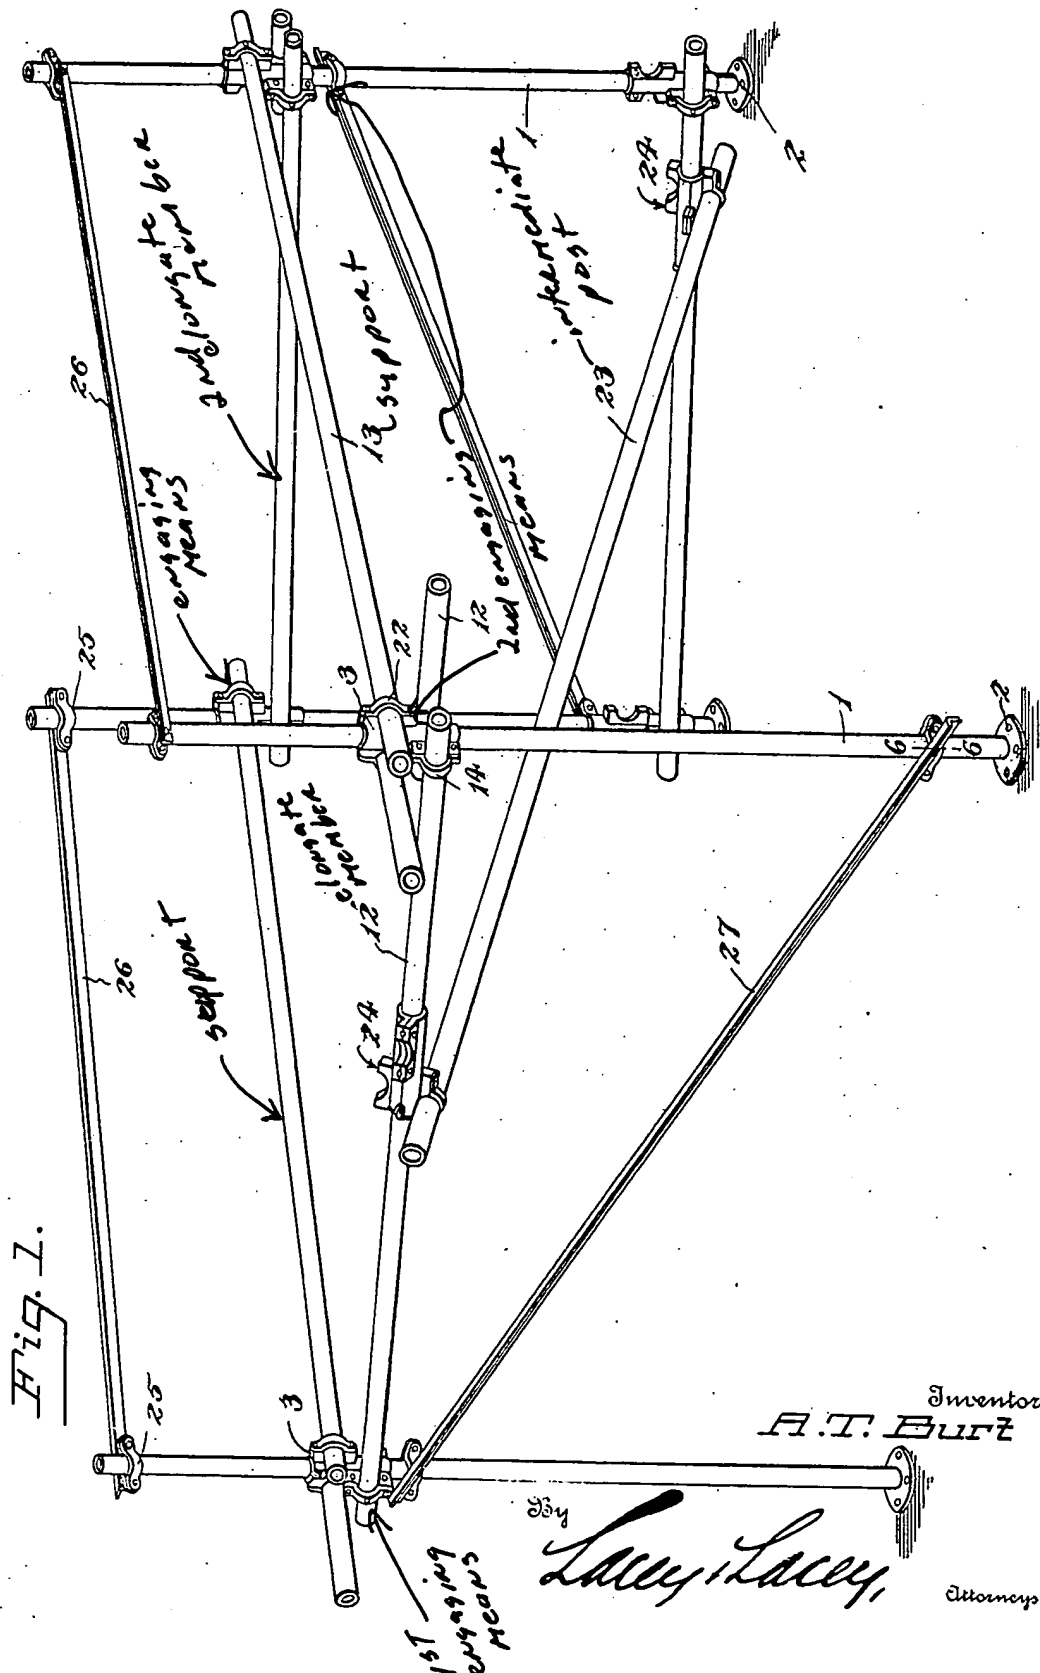 Fig. 1.
26
2nd elongate
member
13 support
1
2
24
intermediate
post
23
engaging
means
25
3
22
12
2nd engaging
means
14
elongate
member
12
24
1
2
6
6
support
26
27
25
3
1st
engaging
means
Inventor
A.T. Burt
By
Lacey & Lacey,
Attorneys